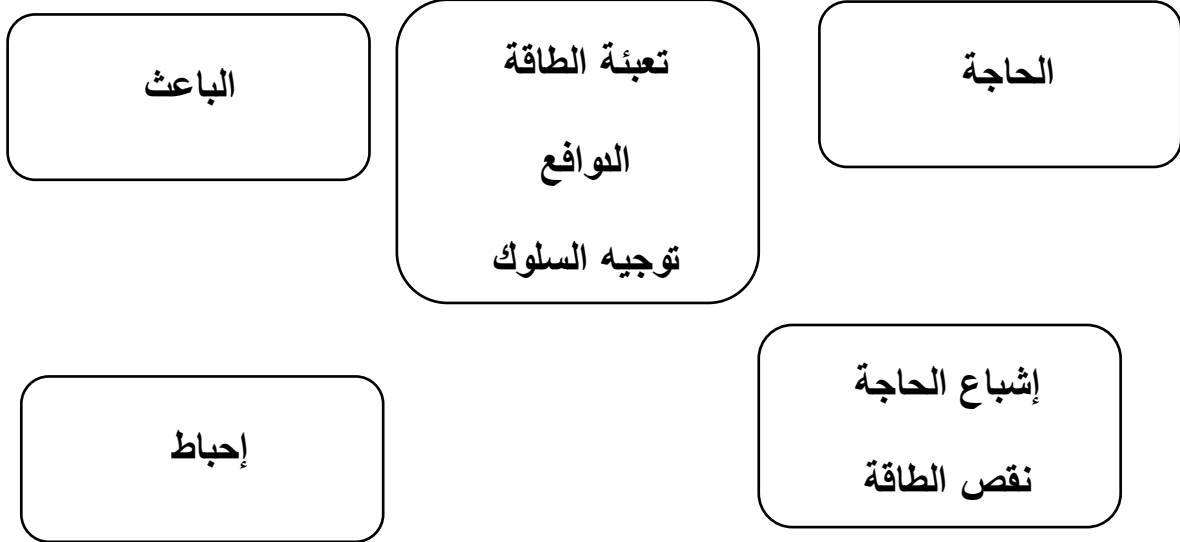 الحاجة
تعبئة الطاقة
الدوافع
توجيه السلوك
الباعث
إشباع الحاجة
نقص الطاقة
إحباط